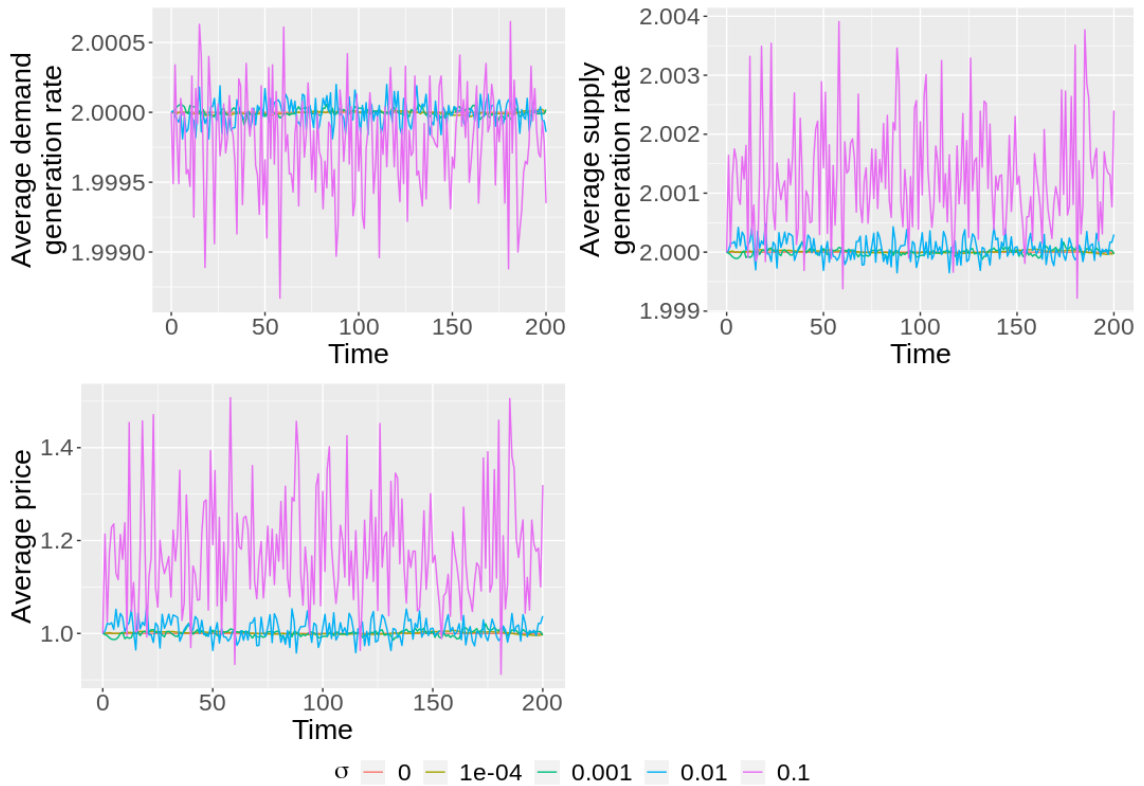 Average demand
generation rate
2.0005
2.0000
1.9995
1.9990
0 50 100 150 200
Time
Average supply
generation rate
2.004
2.003
2.002
2.001
2.000
1.999
0 50 100 150 200
Time
Average price
1.4
1.2
1.0
0 50 100 150 200
Time
σ 0 1e-04 0.001 0.01 0.1